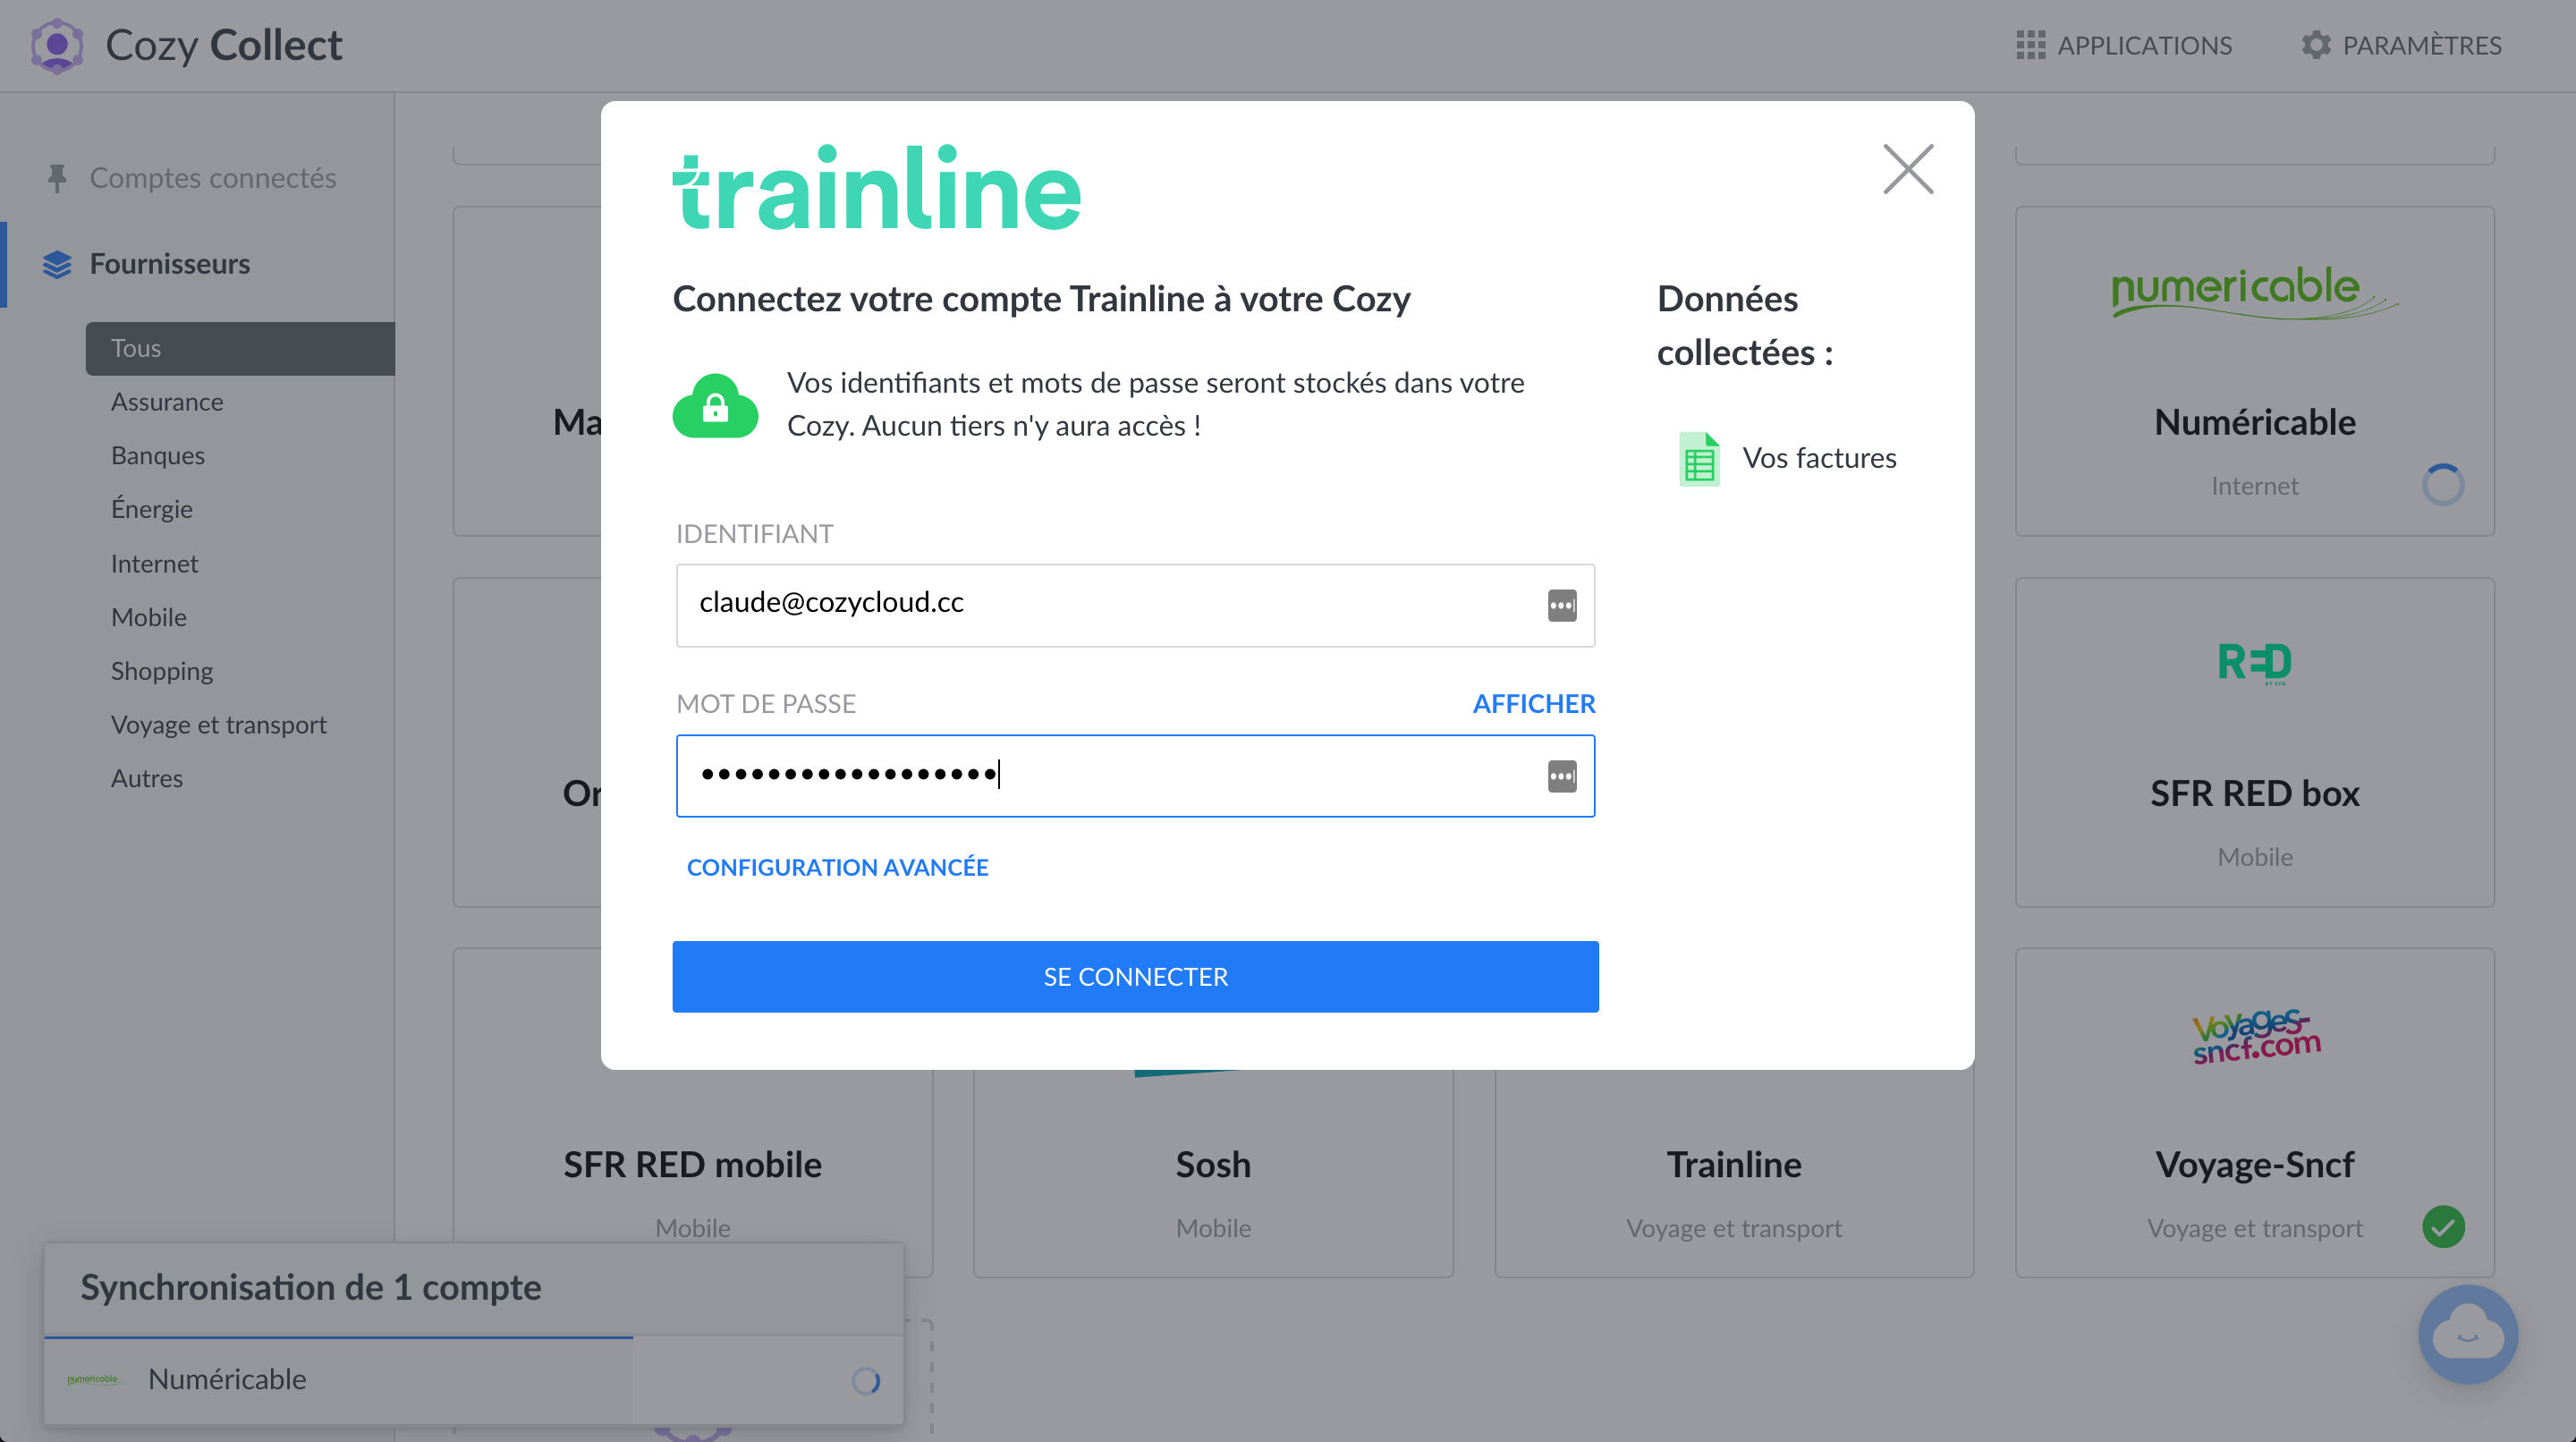 Cozy Collect
APPLICATIONS
PARAMÈTRES
Comptes connectés
Fournisseurs
Tous
Assurance
Banques
Énergie
Internet
Mobile
Shopping
Voyage et transport
Autres
Ma
Or
trainline
Connectez votre compte Trainline à votre Cozy
Vos identifiants et mots de passe seront stockés dans votre
Cozy. Aucun tiers n'y aura accès !
IDENTIFIANT
claude@cozycloud.cc
MOT DE PASSE
AFFICHER
••••••••••••••••••
CONFIGURATION AVANCÉE
SE CONNECTER
Données
collectées :
Vos factures
numericable
Numéricable
Internet
RED
BY SFR
SFR RED box
Mobile
SFR RED mobile
Mobile
Sosh
Mobile
Trainline
Voyage et transport
Voyages-
sncf.com
Voyage-Sncf
Voyage et transport
Synchronisation de 1 compte
numericable
Numéricable